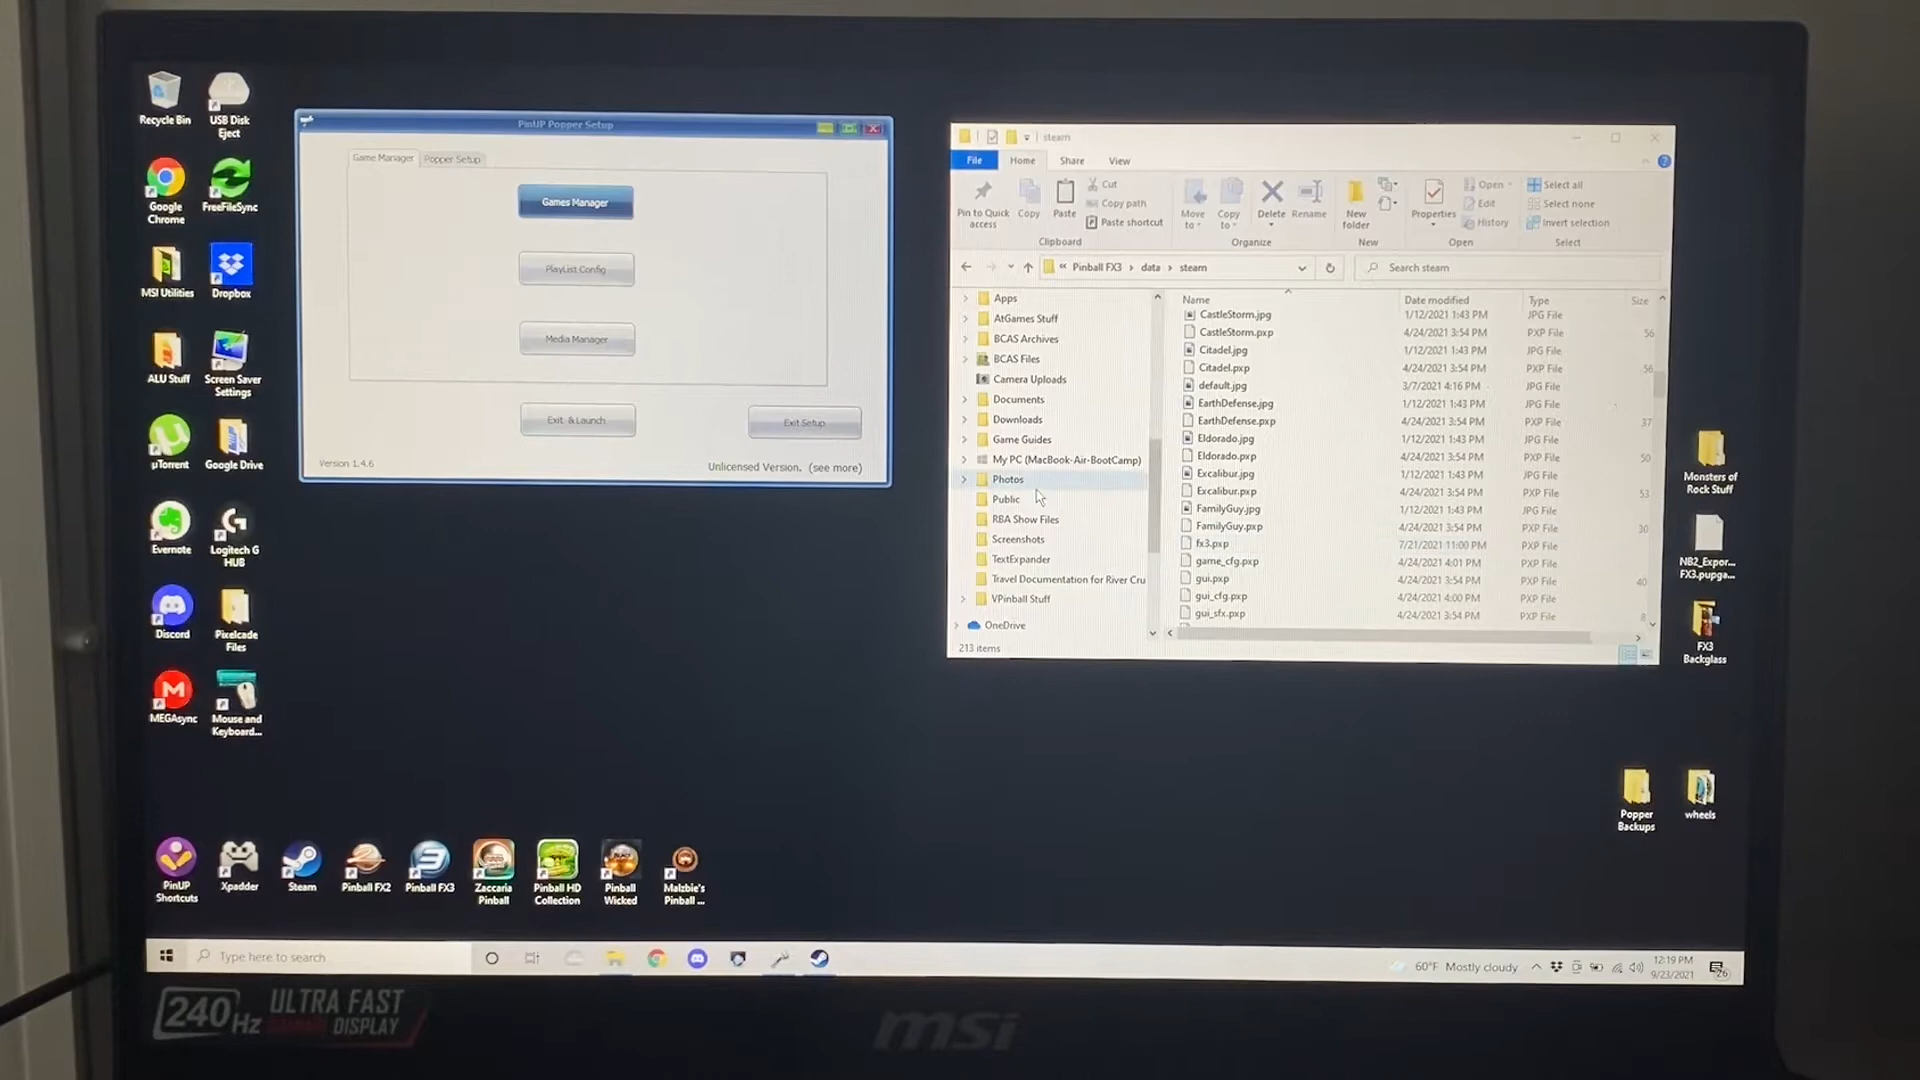 Recycle Bin
USB Disk
Eject
Google
Chrome
FreeFileSync
MSI Utilities
Dropbox
ALU Stuff
Screen Saver
Settings
µTorrent
Google Drive
Evernote
Logitech G
HUB
Discord
Pixelcade
Files
MEGAsync
Mouse and
Keyboard...
PinUP
Shortcuts
Xpadder
Steam
Pinball FX2
Pinball FX3
Zaccaria
Pinball
Pinball HD
Collection
Pinball
Wicked
Malzbie's
Pinball ...
PinUP Popper Setup
Game Manager
Popper Setup
Games Manager
PlayList Config
Media Manager
Exit & Launch
Exit Setup
Version 1.4.6
Unlicensed Version. (see more)
steam
File
Home
Share
View
Pin to Quick
access
Copy
Paste
Cut
Copy path
Paste shortcut
Clipboard
Move
to
Copy
to
Delete
Rename
Organize
New
folder
New
Properties
Open
Edit
History
Open
Select all
Select none
Invert selection
Select
« Pinball FX3 › data › steam
Search steam
Apps
AtGames Stuff
BCAS Archives
BCAS Files
Camera Uploads
Documents
Downloads
Game Guides
My PC (MacBook-Air-BootCamp)
Photos
Public
RBA Show Files
Screenshots
TextExpander
Travel Documentation for River Cru
VPinball Stuff
OneDrive
213 items
Name Date modified Type Size
CastleStorm.jpg 1/12/2021 1:43 PM JPG File
CastleStorm.pxp 4/24/2021 3:54 PM PXP File 56
Citadel.jpg 1/12/2021 1:43 PM JPG File
Citadel.pxp 4/24/2021 3:54 PM PXP File 56
default.jpg 3/7/2021 4:16 PM JPG File
EarthDefense.jpg 1/12/2021 1:43 PM JPG File
EarthDefense.pxp 4/24/2021 3:54 PM PXP File 37
Eldorado.jpg 1/12/2021 1:43 PM JPG File
Eldorado.pxp 4/24/2021 3:54 PM PXP File 50
Excalibur.jpg 1/12/2021 1:43 PM JPG File
Excalibur.pxp 4/24/2021 3:54 PM PXP File 53
FamilyGuy.jpg 1/12/2021 1:43 PM JPG File
FamilyGuy.pxp 4/24/2021 3:54 PM PXP File 30
fx3.pxp 7/21/2021 11:00 PM PXP File
game_cfg.pxp 4/24/2021 4:01 PM PXP File
gui.pxp 4/24/2021 3:54 PM PXP File 40
gui_cfg.pxp 4/24/2021 4:00 PM PXP File
gui_sfx.pxp 4/24/2021 3:54 PM PXP File 8
Monsters of
Rock Stuff
NB2_Expor...
FX3.pupga...
FX3
Backglass
Popper
Backups
wheels
Type here to search
60°F Mostly cloudy
12:19 PM
9/23/2021
26
240Hz
ULTRA FAST
DISPLAY
msi